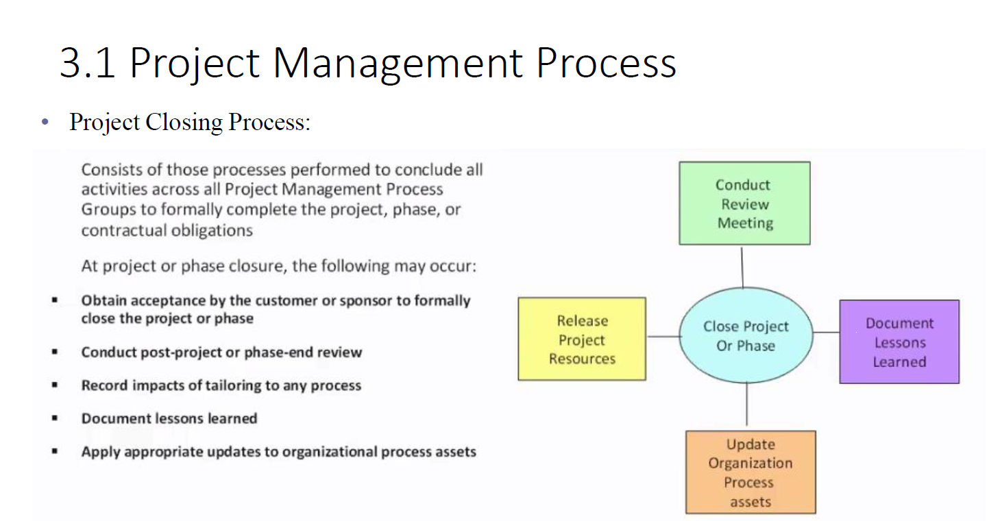 3.1 Project Management Process
• Project Closing Process:
Consists of those processes performed to conclude all
activities across all Project Management Process
Groups to formally complete the project, phase, or
contractual obligations
At project or phase closure, the following may occur:
▪ Obtain acceptance by the customer or sponsor to formally
close the project or phase
▪ Conduct post-project or phase-end review
▪ Record impacts of tailoring to any process
▪ Document lessons learned
▪ Apply appropriate updates to organizational process assets
Conduct
Review
Meeting
Release
Project
Resources
Close Project
Or Phase
Document
Lessons
Learned
Update
Organization
Process
assets